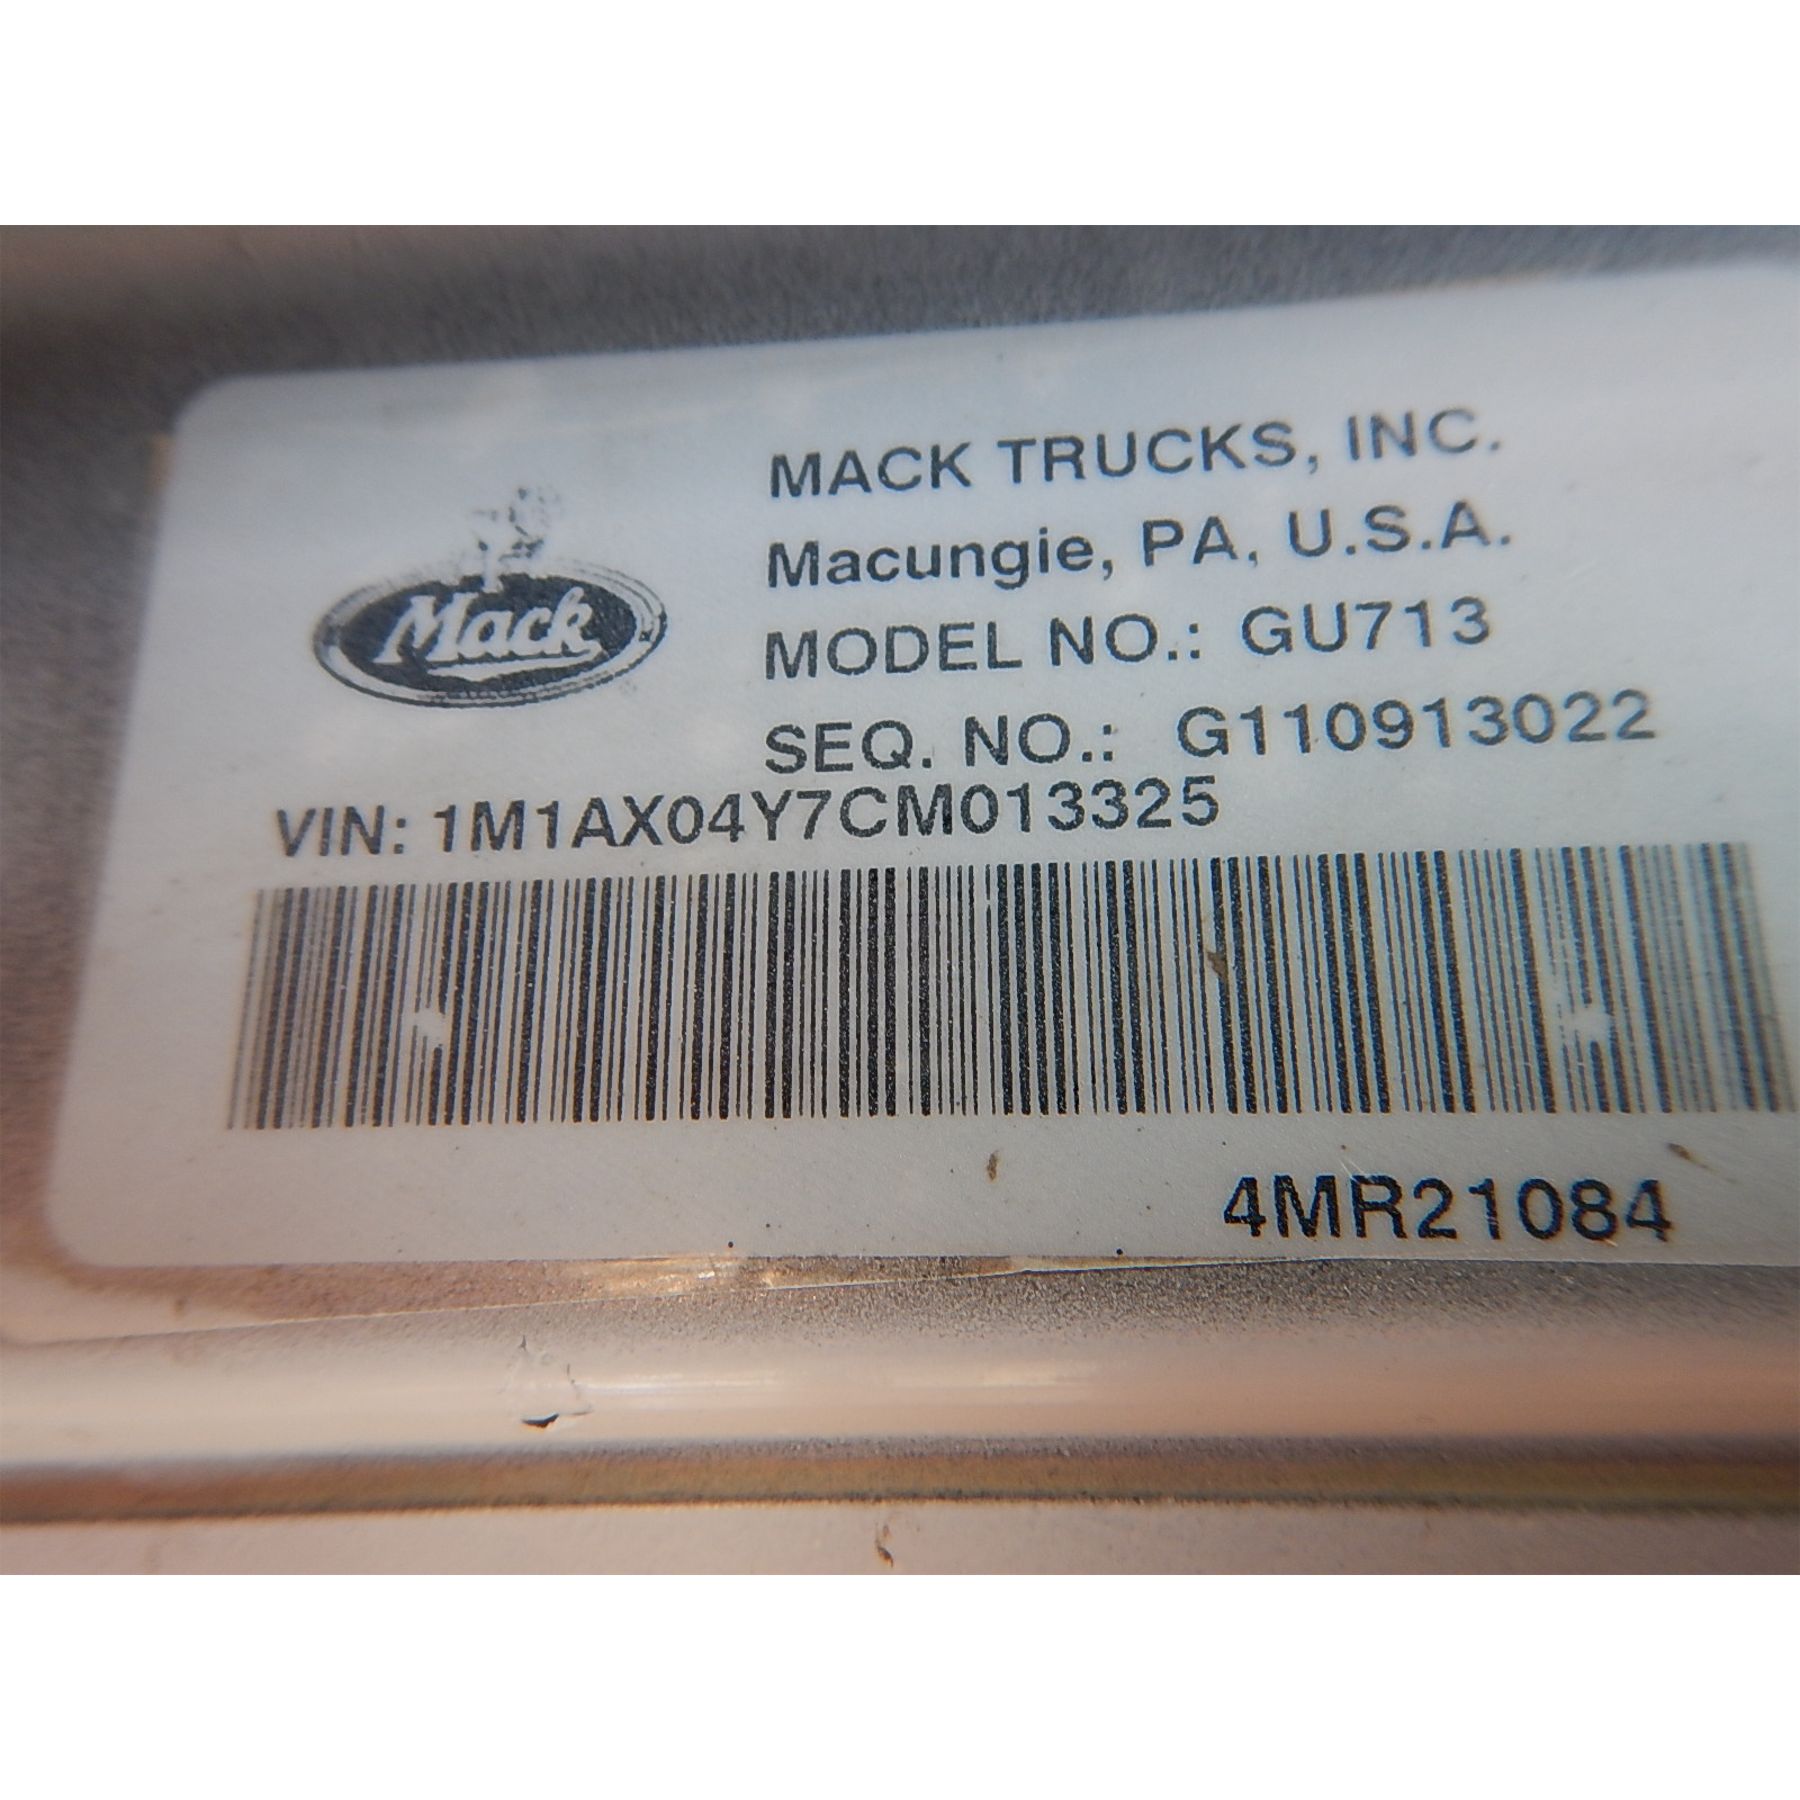 MACK TRUCKS, INC.
Macungie, PA, U.S.A.
Mack
MODEL NO.: GU713
SEQ. NO.: G110913022
VIN: 1M1AX04Y7CM013325
4MR21084